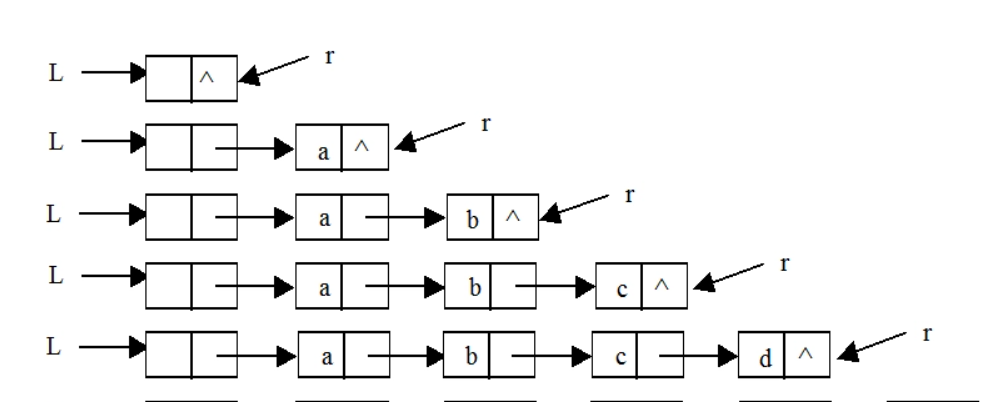 L ^ r
L a ^ r
L a b ^ r
L a b c ^ r
L a b c d ^ r